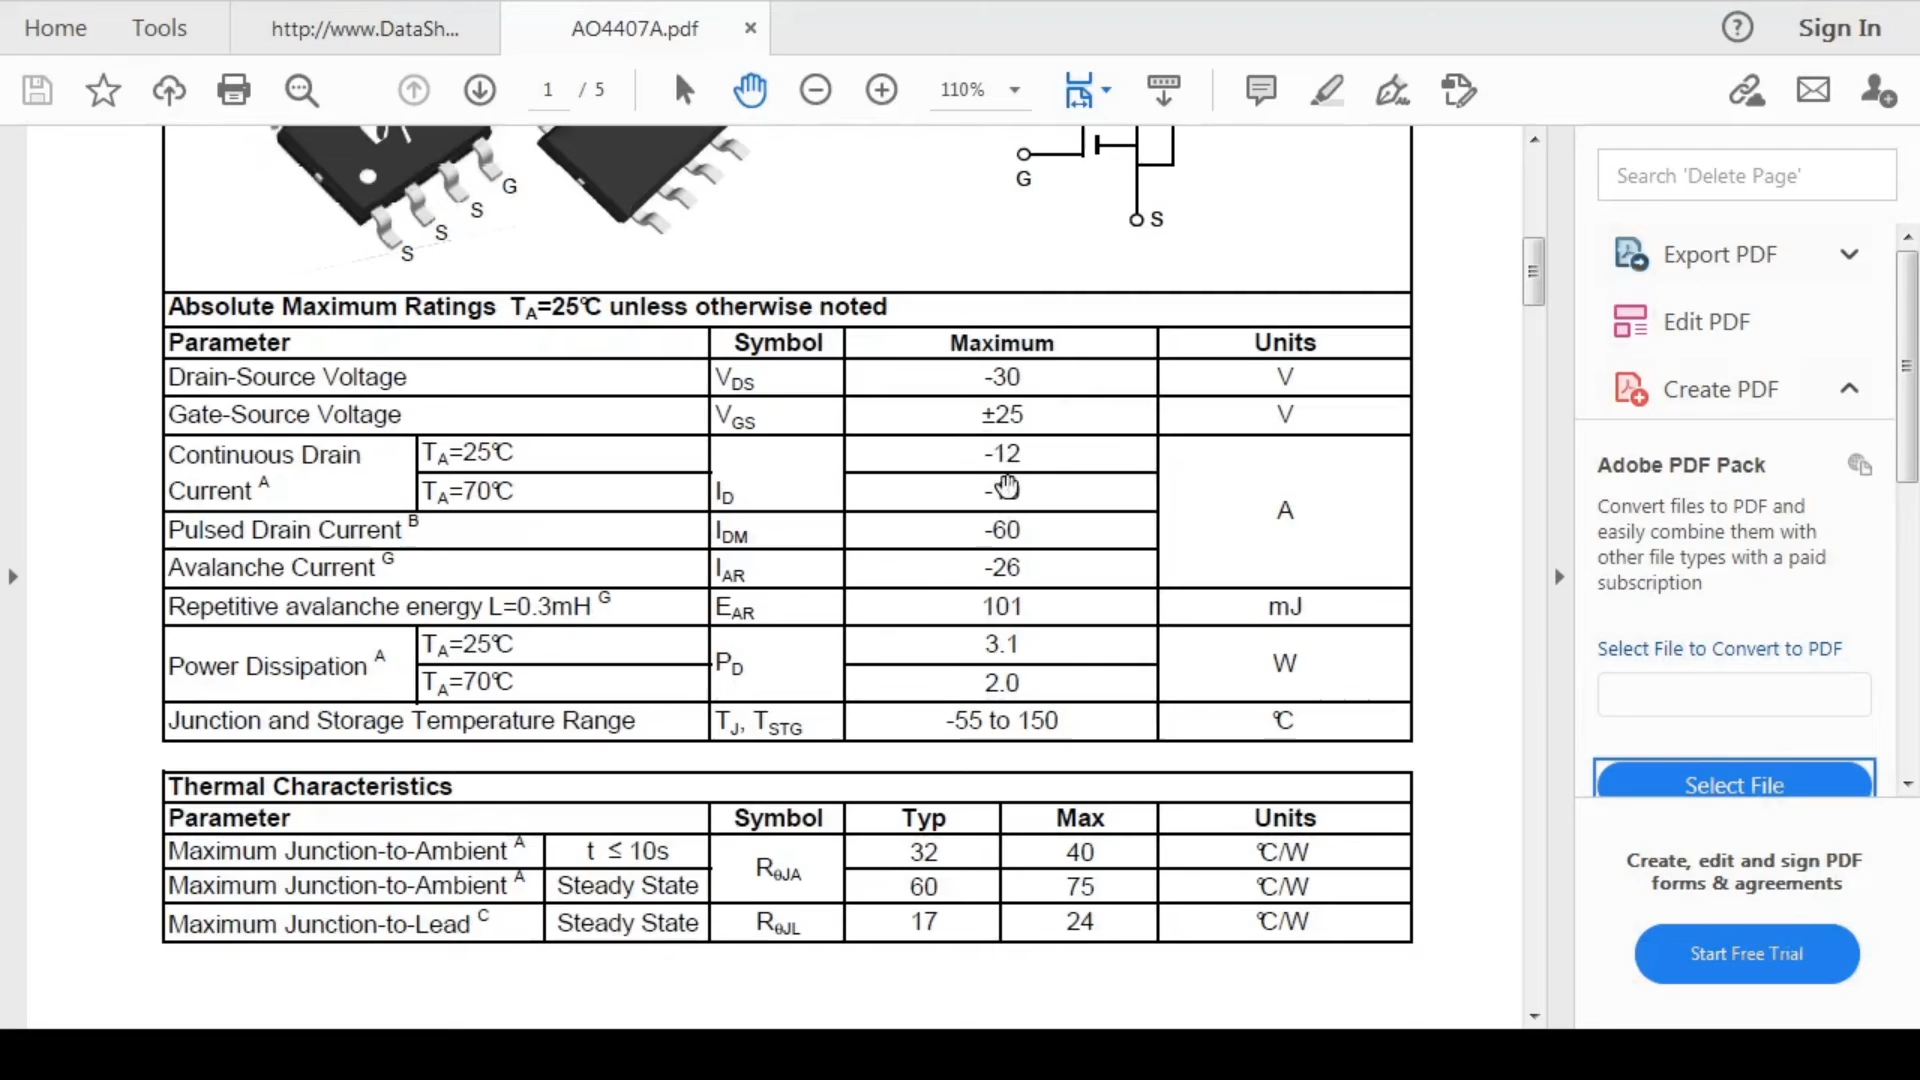 Home Tools http://www.DataSh... AO4407A.pdf × ? Sign In
1 / 5 110%
G S S S
G S
Absolute Maximum Ratings TA=25℃ unless otherwise noted
Parameter Symbol Maximum Units
Drain-Source Voltage VDS -30 V
Gate-Source Voltage VGS ±25 V
Continuous Drain Current A TA=25℃ -12
TA=70℃ ID A
Pulsed Drain Current B IDM -60
Avalanche Current G IAR -26
Repetitive avalanche energy L=0.3mH G EAR 101 mJ
Power Dissipation A TA=25℃ PD 3.1 W
TA=70℃ 2.0
Junction and Storage Temperature Range TJ, TSTG -55 to 150 ℃
Thermal Characteristics
Parameter Symbol Typ Max Units
Maximum Junction-to-Ambient A t ≤ 10s RθJA 32 40 ℃/W
Maximum Junction-to-Ambient A Steady State 60 75 ℃/W
Maximum Junction-to-Lead C Steady State RθJL 17 24 ℃/W
Search 'Delete Page'
Export PDF
Edit PDF
Create PDF
Adobe PDF Pack
Convert files to PDF and
easily combine them with
other file types with a paid
subscription
Select File to Convert to PDF
Select File
Create, edit and sign PDF
forms & agreements
Start Free Trial